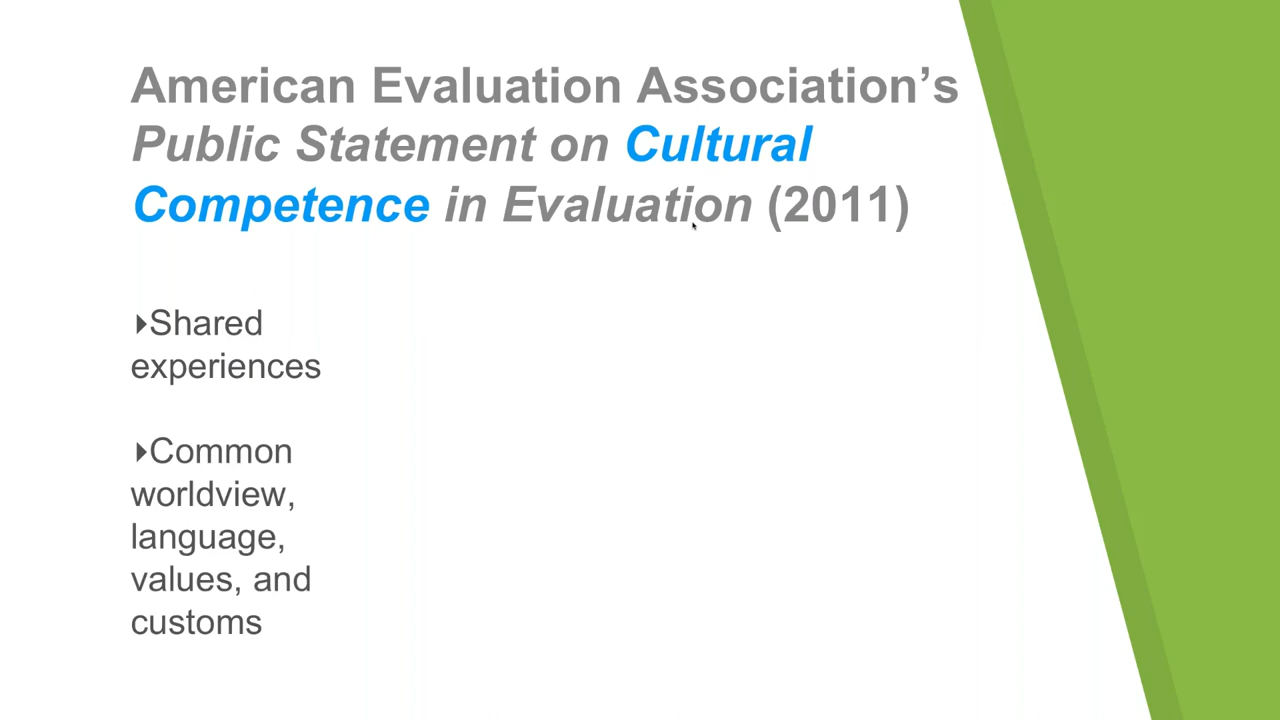 American Evaluation Association’s
Public Statement on Cultural
Competence in Evaluation (2011)
▸Shared
experiences
▸Common
worldview,
language,
values, and
customs